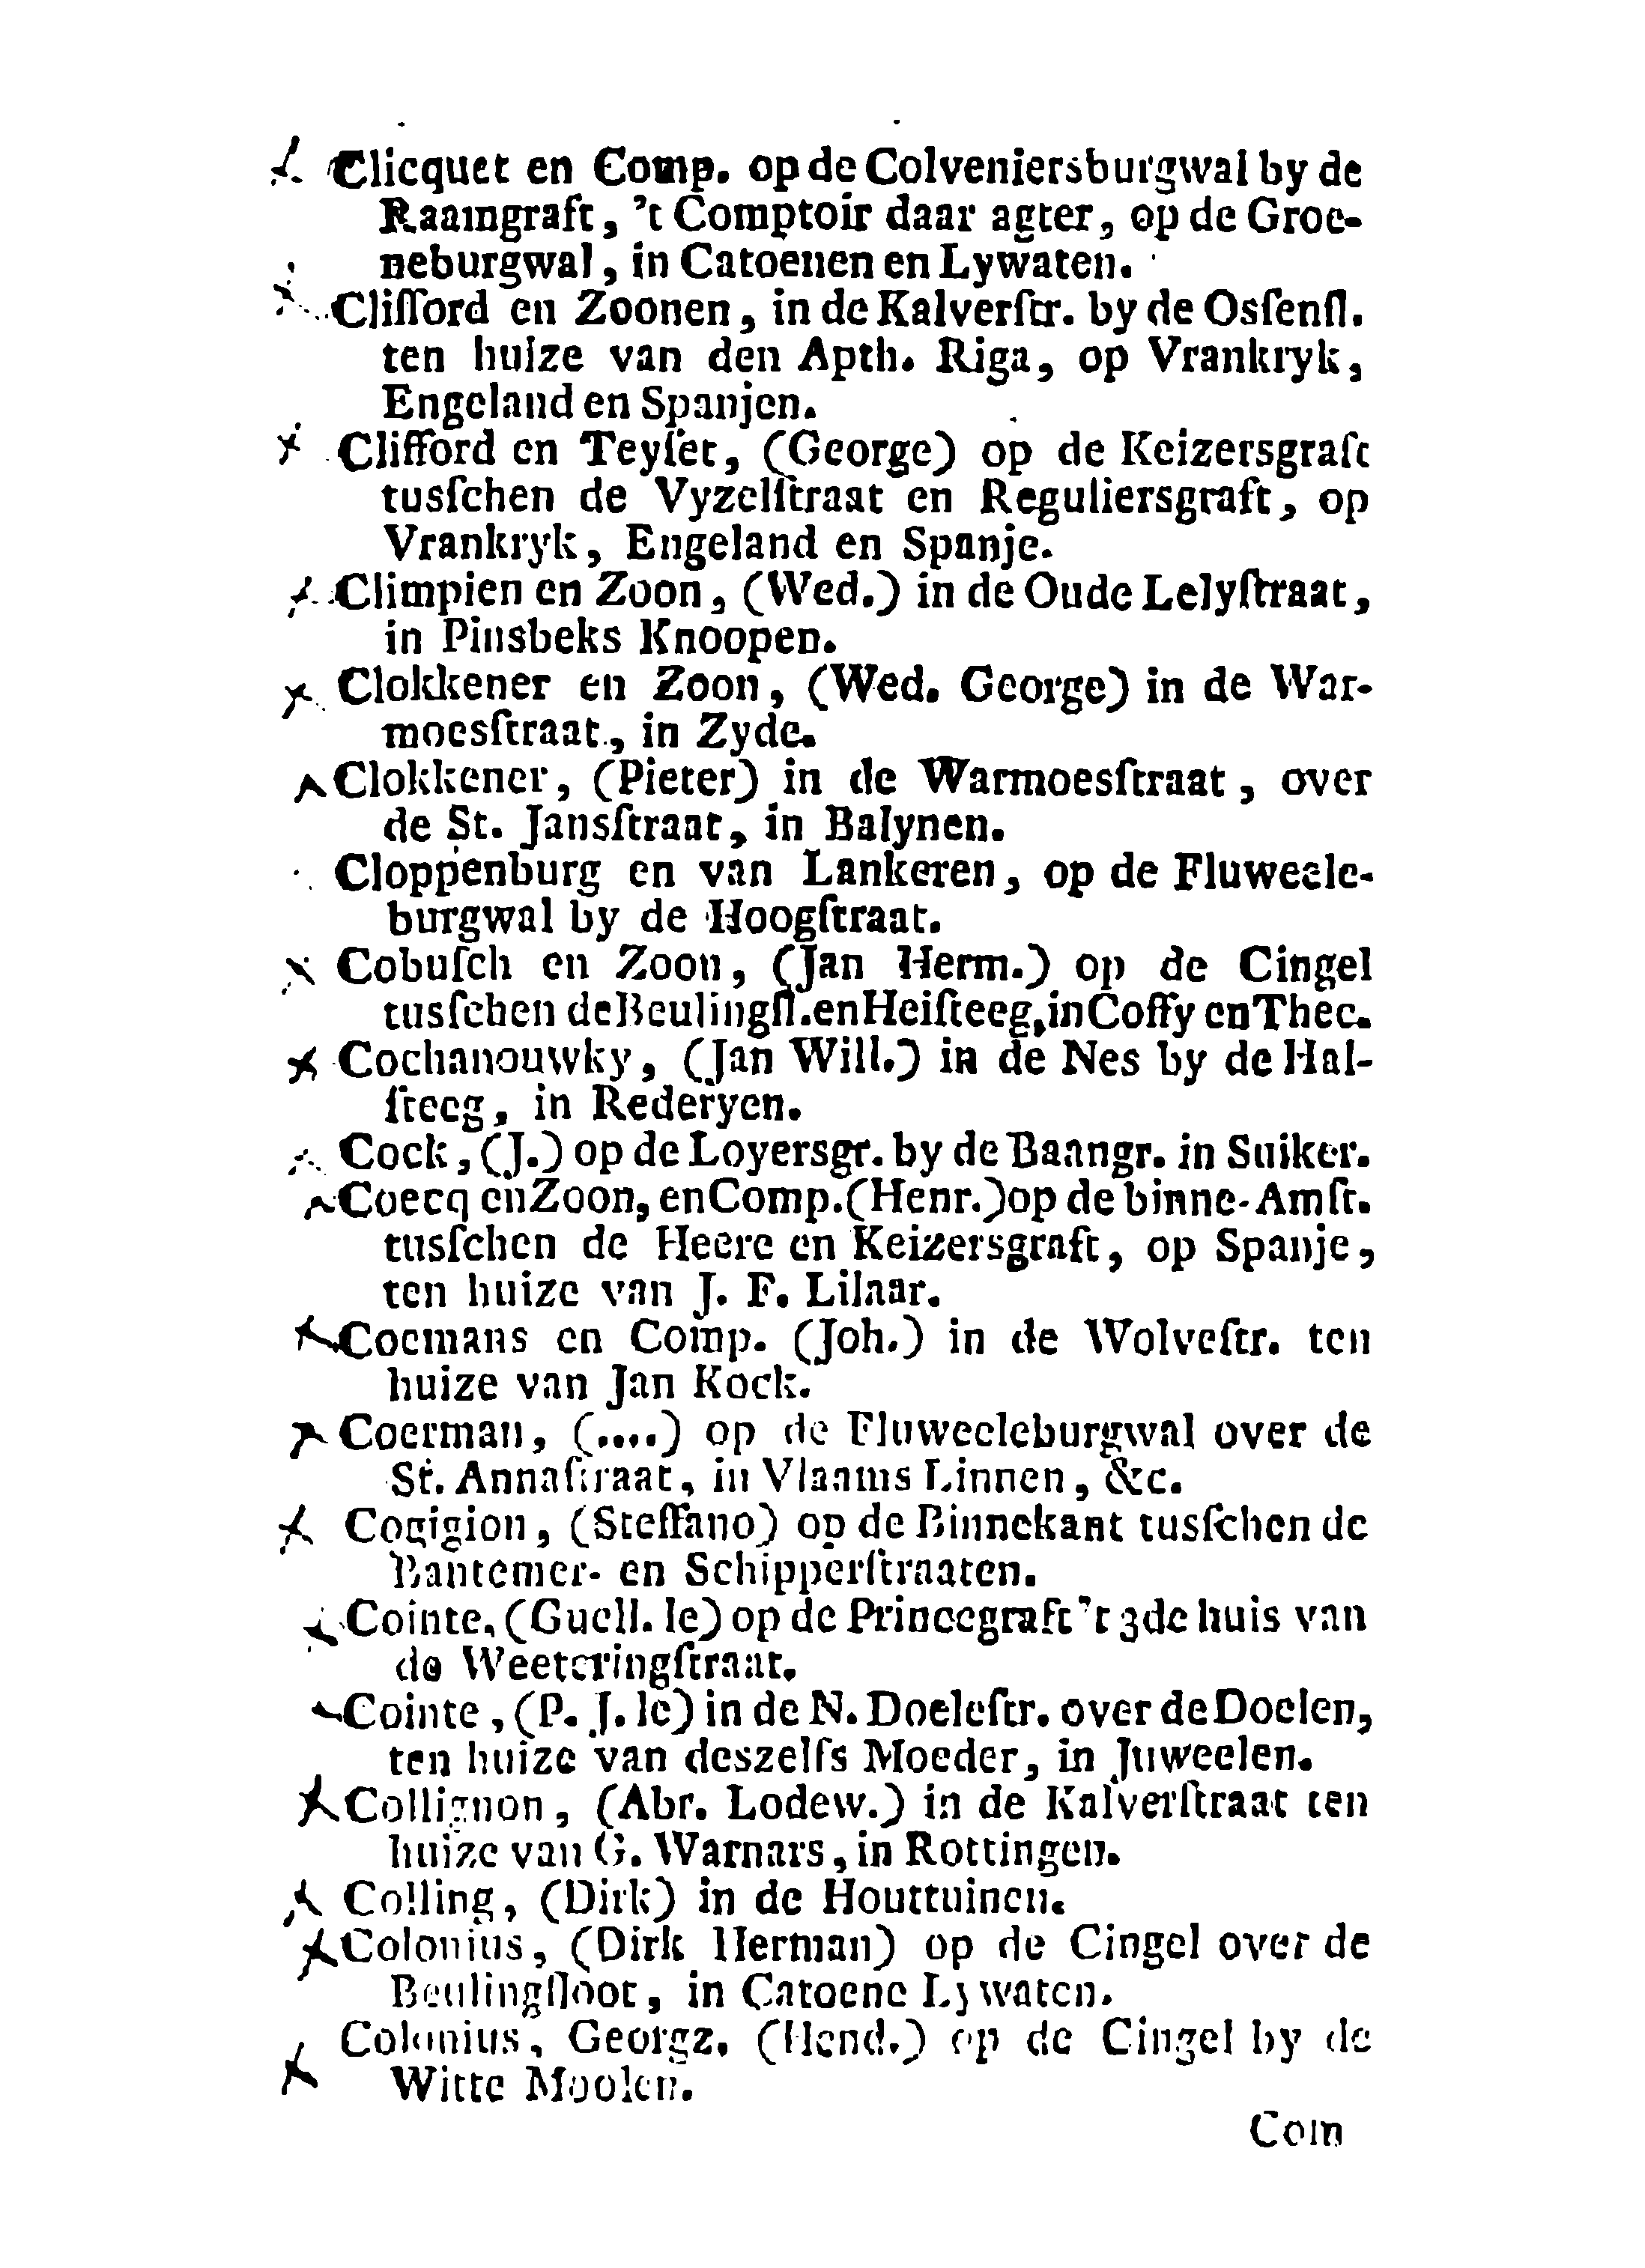 Clicquet en Comp. op de Colveniersburgwal by de
Raamgraft, 't Comptoir daar agter, op de Groe-
neburgwal, in Catoenen en Lywaten.
Clifford en Zoonen, in de Kalverſtr. by de Osſenſl.
ten huize van den Apth. Riga, op Vrankryk,
Engeland en Spanjen.
Clifford en Teyſet, (George) op de Keizersgraft
tusſchen de Vyzelſtraat en Reguliersgraft, op
Vrankryk, Engeland en Spanje.
Climpien en Zoon, (Wed.) in de Oude Lelyſtraat,
in Pinsbeks Knoopen.
Clokkener en Zoon, (Wed. George) in de War-
moesſtraat, in Zyde.
Clokkener, (Pieter) in de Warmoesſtraat, over
de St. Jansſtraat, in Balynen.
Cloppenburg en van Lankeren, op de Fluweele-
burgwal by de Hoogſtraat.
Cobuſch en Zoon, (Jan Herm.) op de Cingel
tusſchen de Beulingſl. en Heiſteeg, in Coffy en Thee.
Cochanouwky, (Jan Will.) in de Nes by de Hal-
ſteeg, in Rederyen.
Cock, (J.) op de Loyersgr. by de Baangr. in Suiker.
Coecq en Zoon, en Comp. (Henr.) op de binne-Amſt.
tusſchen de Heere en Keizersgraft, op Spanje,
ten huize van J. F. Lilaar.
Coemans en Comp. (Joh.) in de Wolveſtr. ten
huize van Jan Kock.
Coerman, (....) op de Fluweeleburgwal over de
St. Annaſtraat, in Vlaams Linnen, &c.
Cogigion, (Steffano) op de Binnekant tusſchen de
Bantemer- en Schipperſtraaten.
Cointe, (Guell. le) op de Princegraft 't 3de huis van
de Weeteringſtraat.
Cointe, (P. J. le) in de N. Doeleſtr. over de Doelen,
ten huize van deszelfs Moeder, in Juweelen.
Collignon, (Abr. Lodew.) in de Kalverſtraat ten
huize van G. Warnars, in Rottingen.
Colling, (Dirk) in de Houttuinen.
Colonius, (Dirk Herman) op de Cingel over de
Beulingſloot, in Catoene Lywaten.
Colonius, Georgz. (Hend.) op de Cingel by de
Witte Moolen.
Com